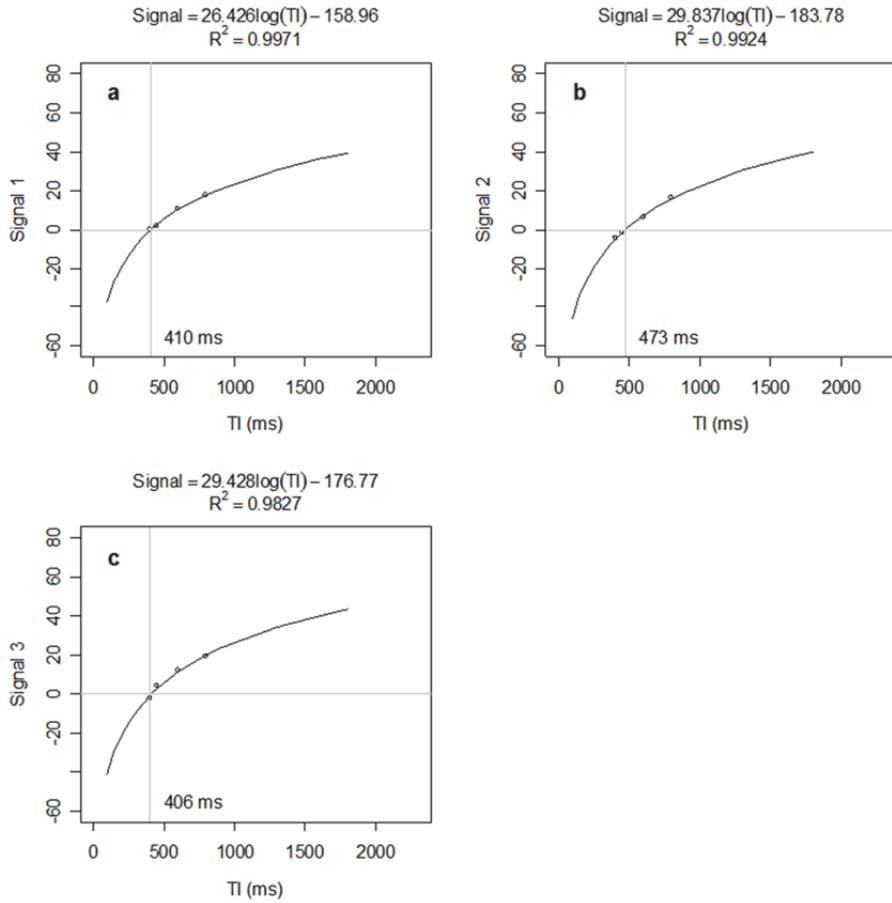 Signal = 26.426log(TI) − 158.96
R² = 0.9971
a
80
60
40
20
0
-20
-60
Signal 1
410 ms
0 500 1000 1500 2000
TI (ms)
Signal = 29.837log(TI) − 183.78
R² = 0.9924
b
80
60
40
20
0
-20
-60
Signal 2
473 ms
0 500 1000 1500 2000
TI (ms)
Signal = 29.428log(TI) − 176.77
R² = 0.9827
c
80
60
40
20
0
-20
-60
Signal 3
406 ms
0 500 1000 1500 2000
TI (ms)